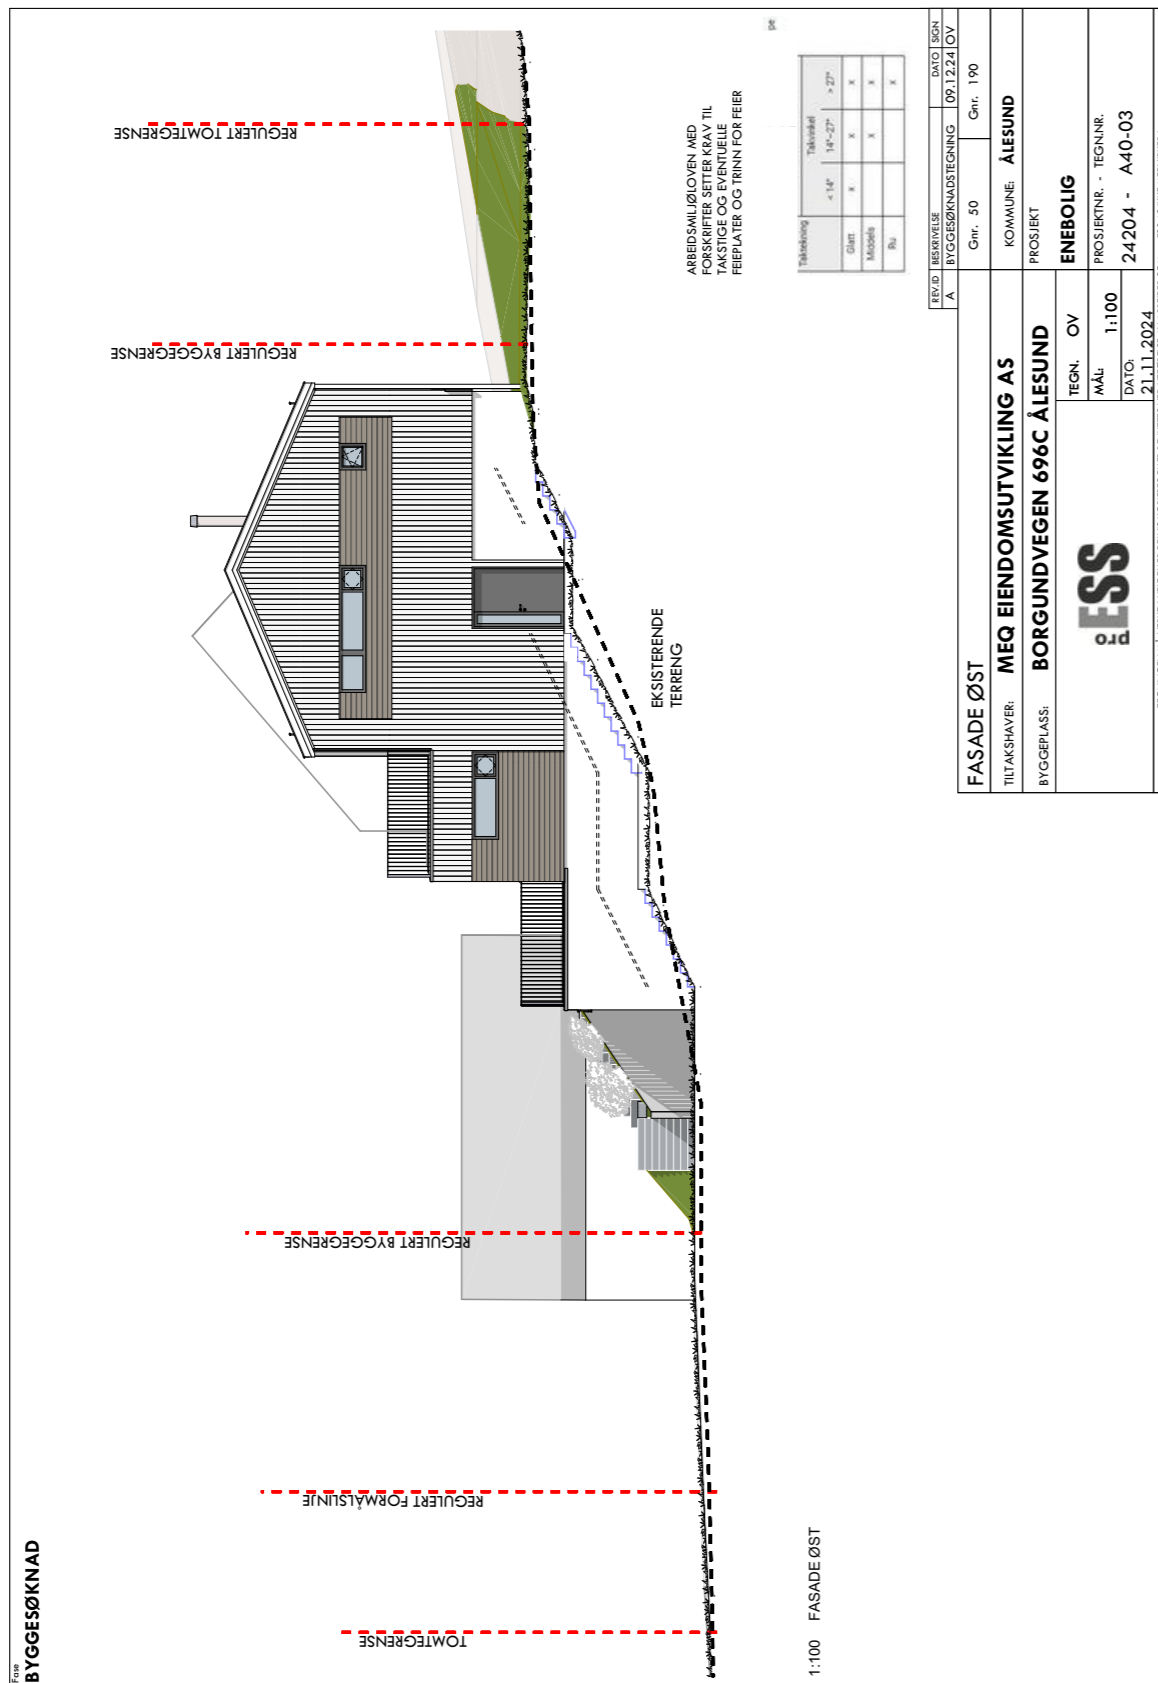 Fase
BYGGESØKNAD
TOMTEGRENSE
REGULERT FORMÅLSLINJE
REGULERT BYGGEGRENSE
REGULERT BYGGEGRENSE
REGULERT TOMTEGRENSE
EKSISTERENDE
TERRENG
ARBEIDSMILJØLOVEN MED
FORSKRIFTER SETTER KRAV TIL
TAKSTIGE OG EVENTUELLE
FEIEPLATER OG TRINN FOR FEIER
pe
Taktekning Takvinkel
< 14° 14°-27° > 27°
Glatt X X X
Middels X X
Ru X
1:100 FASADE ØST
REV.ID BESKRIVELSE DATO SIGN
A BYGGESØKNADSTEGNING 09.12.24 OV
FASADE ØST Gnr. 50 Gnr. 190
TILTAKSHAVER: MEQ EIENDOMSUTVIKLING AS KOMMUNE: ÅLESUND
BYGGEPLASS: BORGUNDVEGEN 696C ÅLESUND PROSJEKT
ENEBOLIG
pro ESS
TEGN. OV
MÅL: 1:100
DATO:
21.11.2024
PROSJEKTNR. - TEGN.NR.
24204 - A40-03